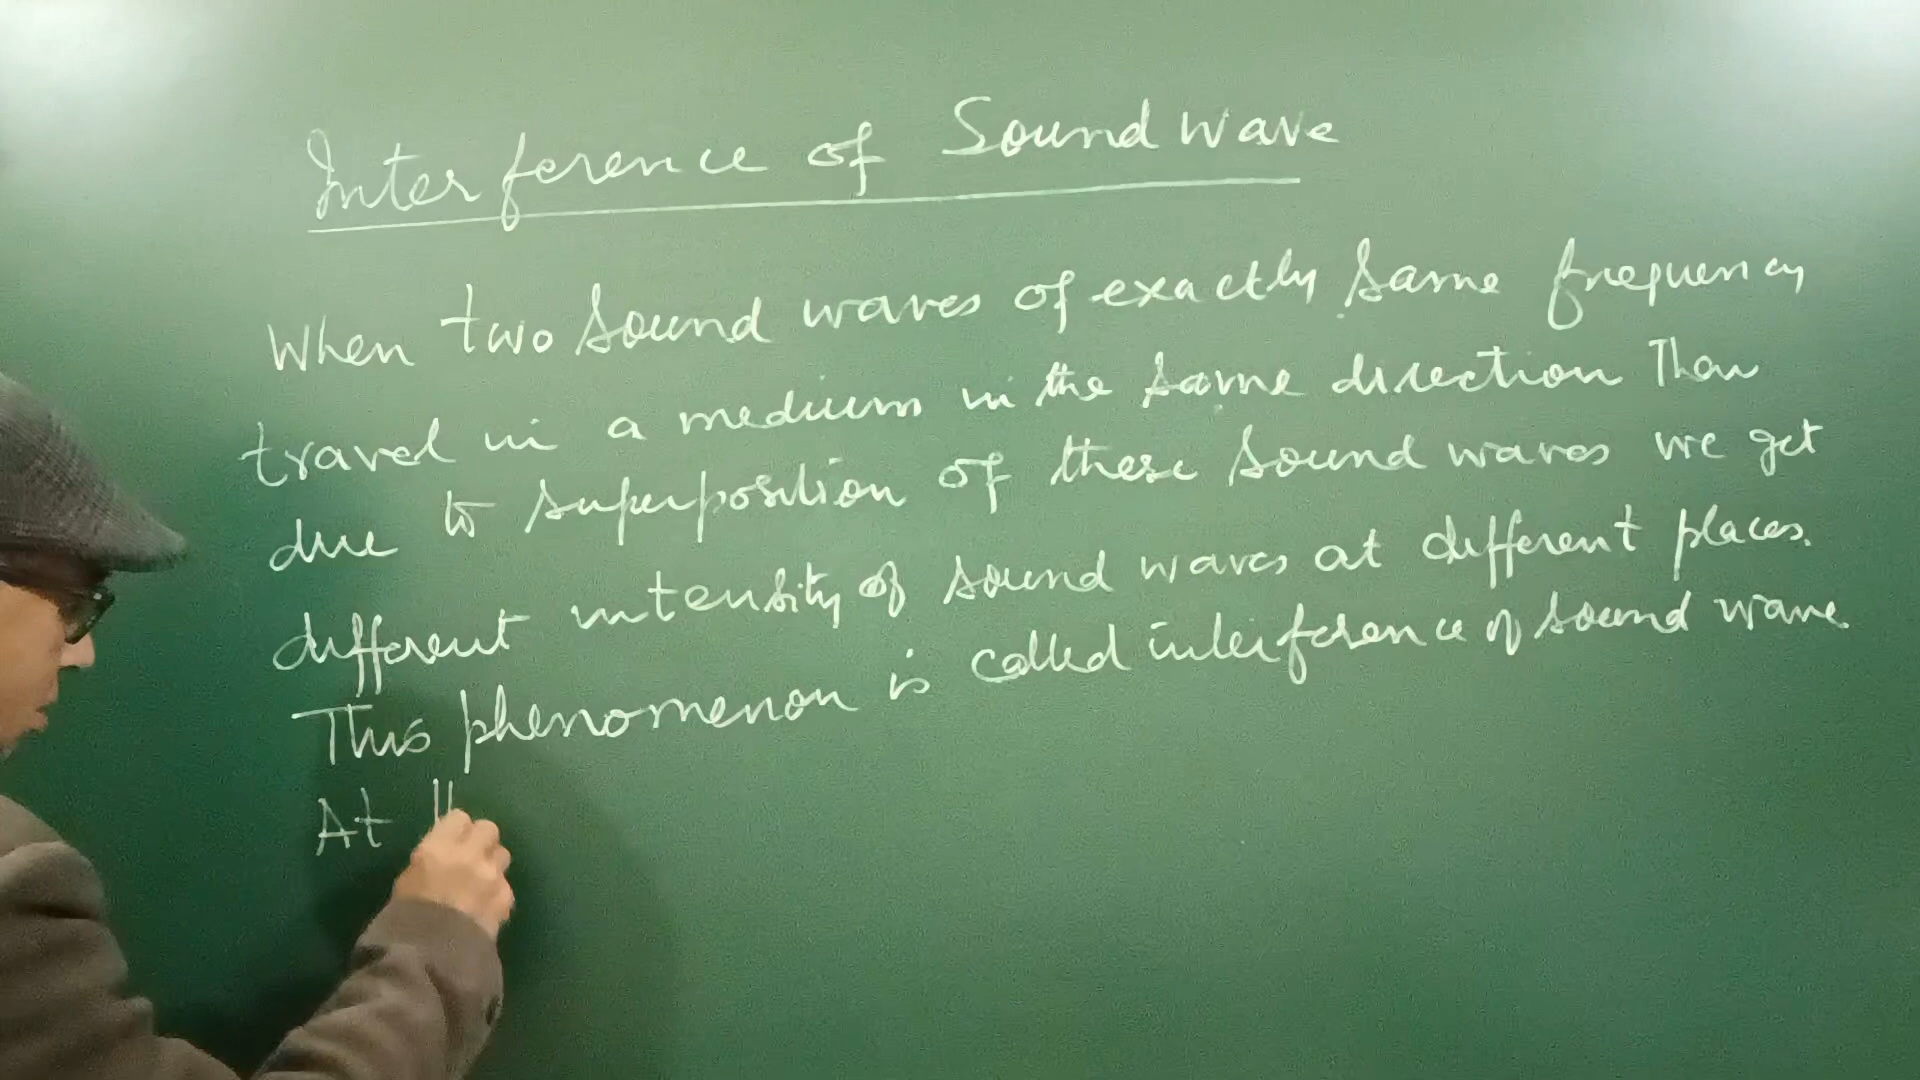 Interference of Sound wave
When two sound waves of exactly same frequency
travel in a medium in the same direction Then
due to superposition of these sound waves we get
different intensity of sound waves at different places.
This phenomenon is called interference of sound wave.
At